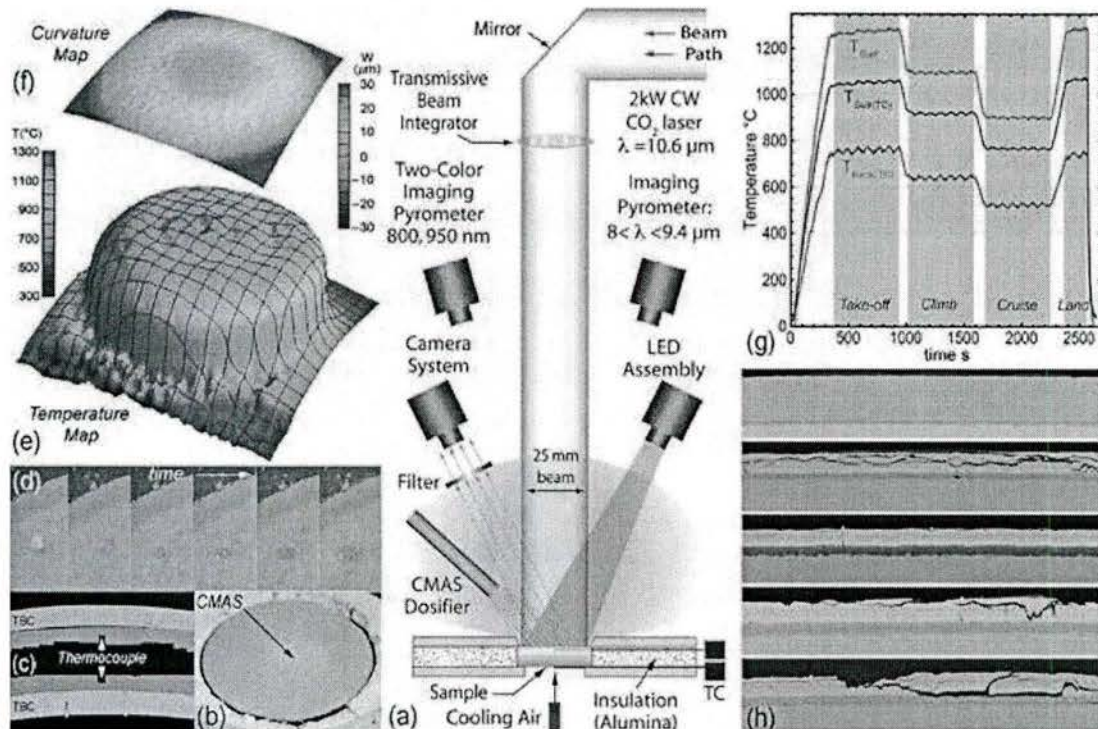 Curvature
Map
(f)
W
(µm)
30
20
10
0
-10
-20
-30
T(°C)
1300
1100
900
700
500
300
Temperature
Map
(e)
(d)
time
TBC
(c)
Thermocouple
TBC
CMAS
(b)
Mirror
Beam
Path
Transmissive
Beam
Integrator
2kW CW
CO2 laser
λ =10.6 µm
Two-Color
Imaging
Pyrometer
800, 950 nm
Imaging
Pyrometer:
8< λ <9.4 µm
Camera
System
LED
Assembly
Filter
25 mm
beam
CMAS
Dosifier
TC
Sample
Cooling Air
Insulation
(Alumina)
(a)
1200
1000
800
600
400
200
0
Temperature °C
T Surf
Take-off
Climb
Cruise
Land
0
500
1000
1500
2000
2500
time s
(g)
(h)